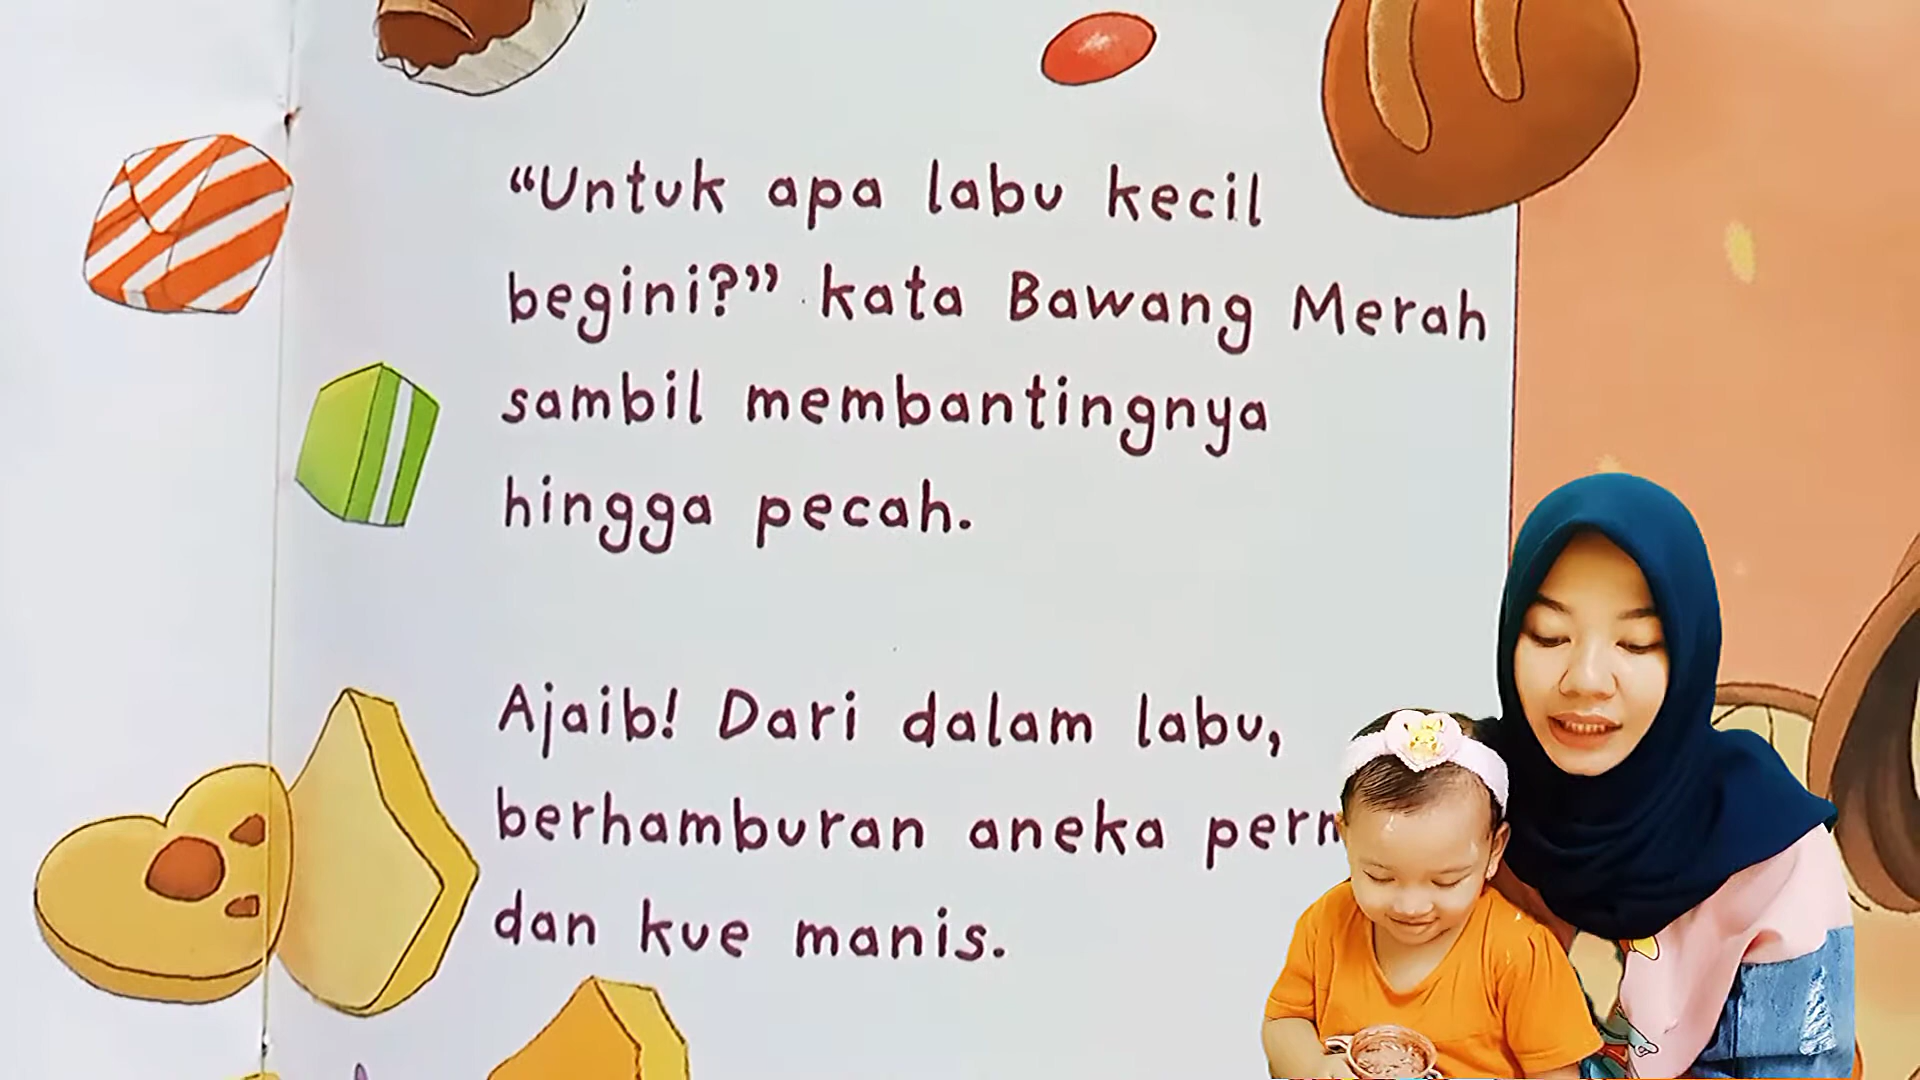 “Untuk apa labu kecil
begini?” kata Bawang Merah
sambil membantingnya
hingga pecah.
Ajaib! Dari dalam labu,
berhamburan aneka
dan kue manis.